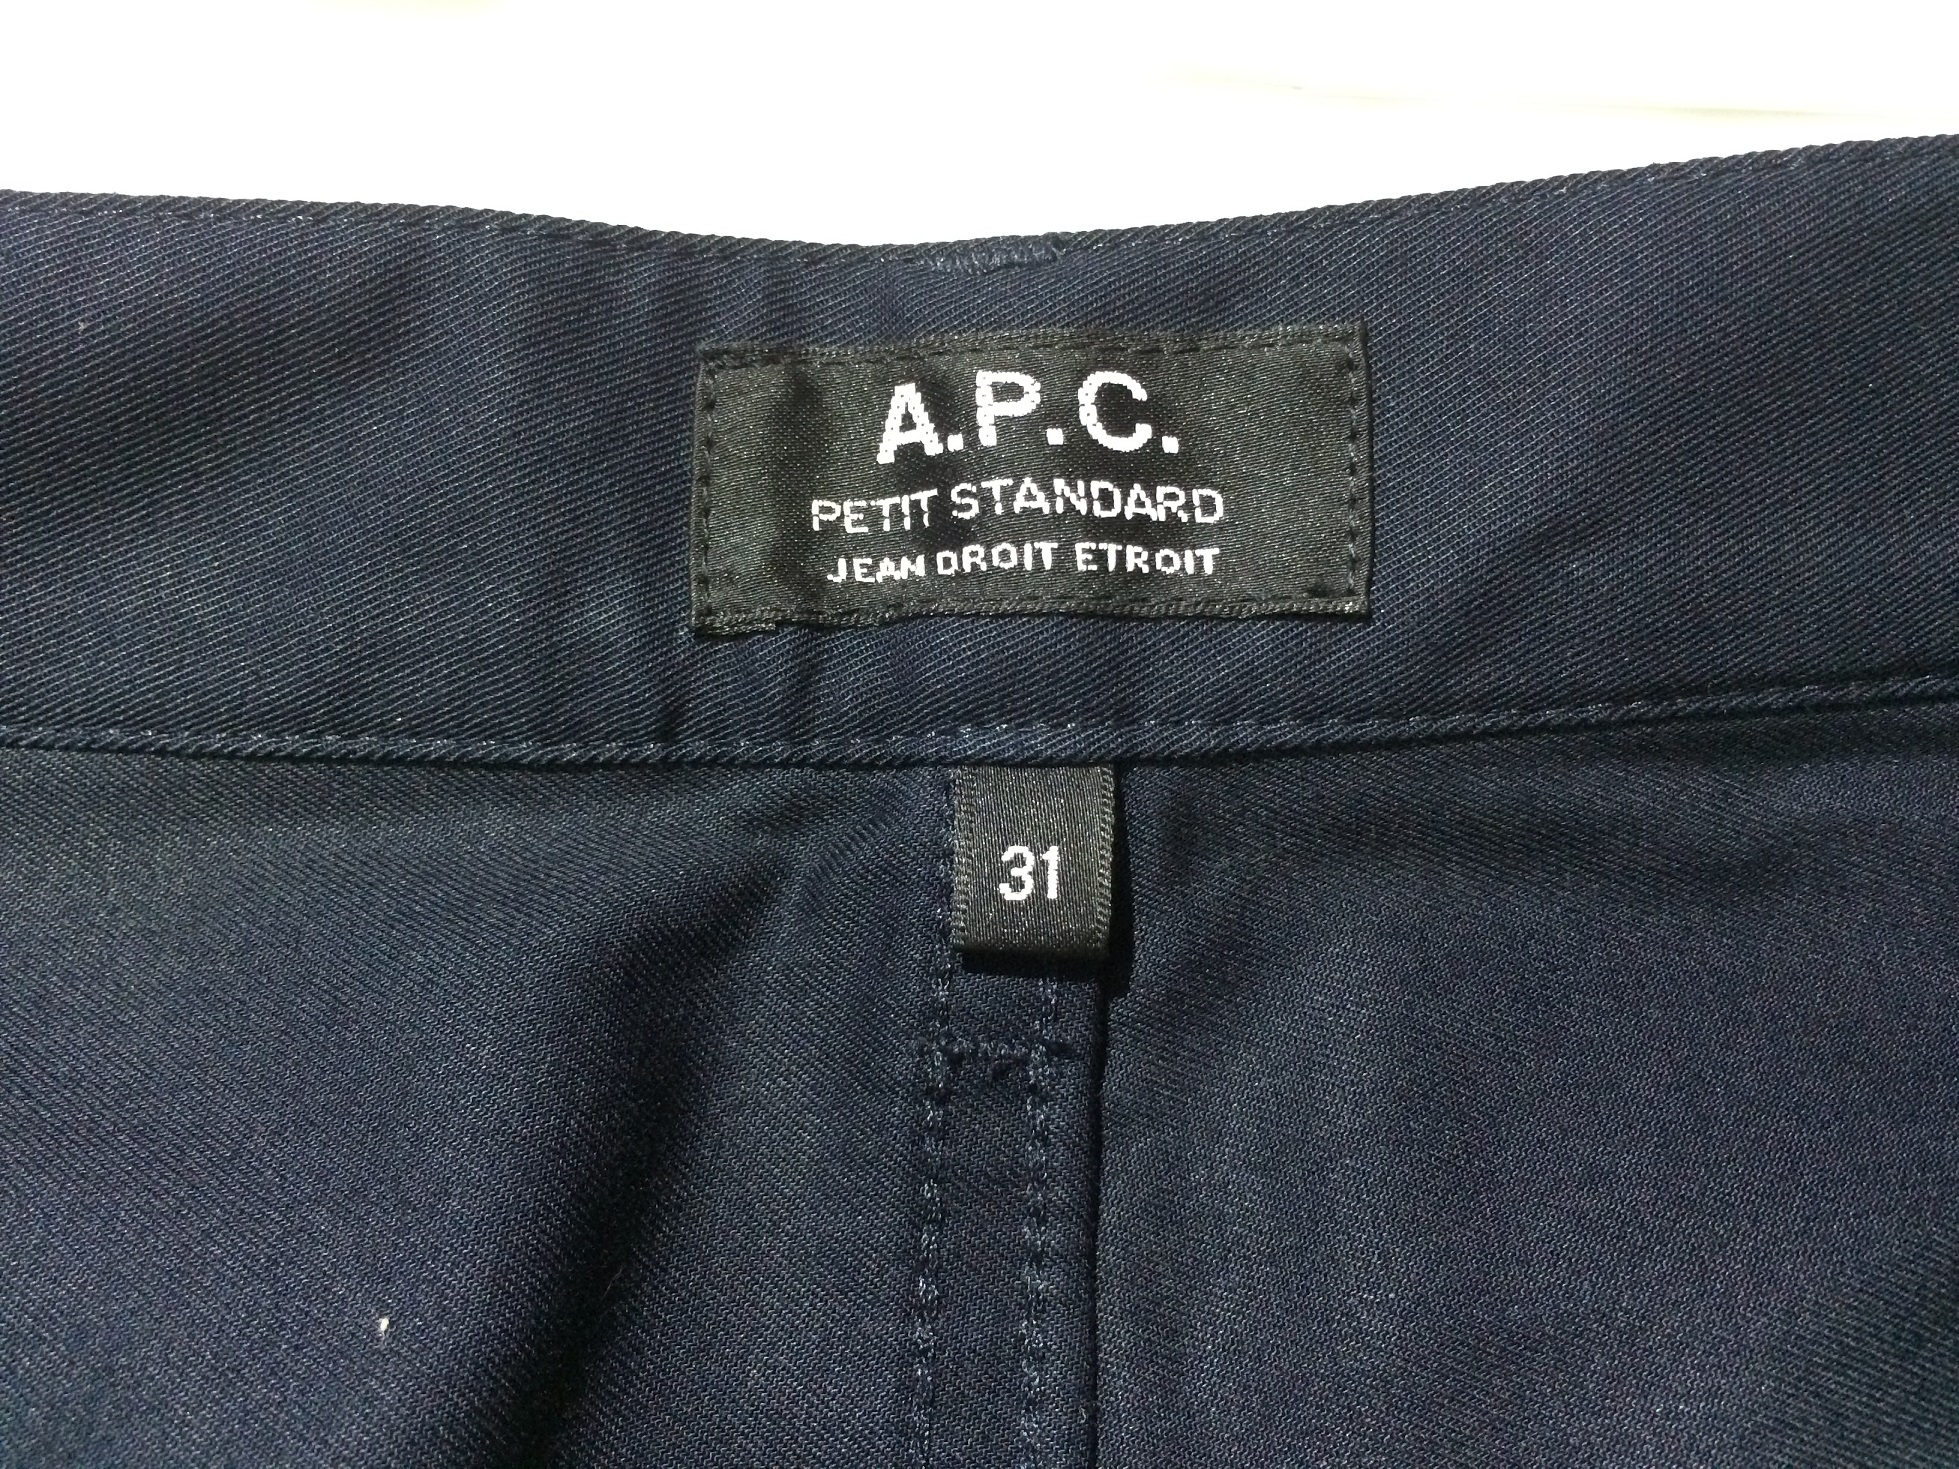 A.P.C.
PETIT STANDARD
JEAN DROIT ETROIT
31